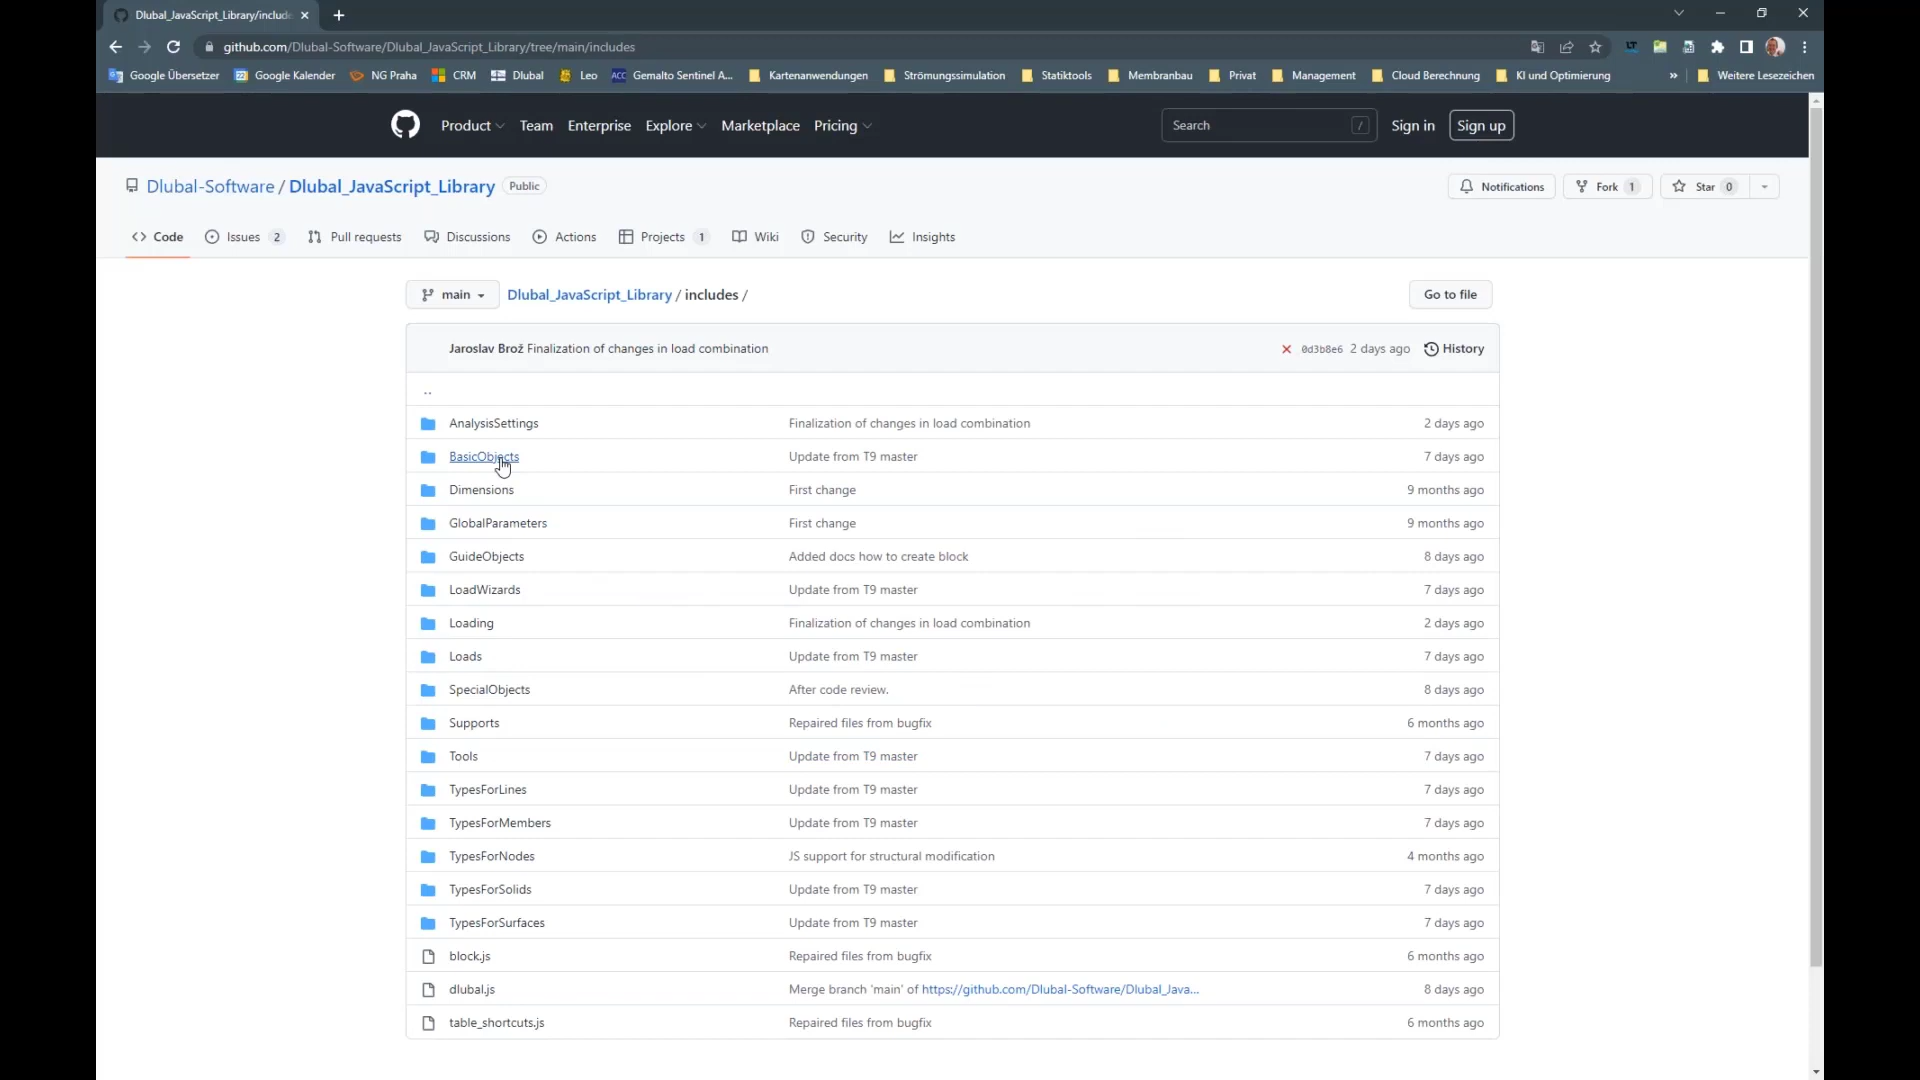 Dlubal_JavaScript_Library/include
github.com/Dlubal-Software/Dlubal_JavaScript_Library/tree/main/includes
Google Übersetzer Google Kalender NG Praha CRM Dlubal Leo ACC Gemalto Sentinel A... Kartenanwendungen Strömungssimulation Statiktools Membranbau Privat Management Cloud Berechnung KI und Optimierung » Weitere Lesezeichen
Product Team Enterprise Explore Marketplace Pricing Search / Sign in Sign up
Dlubal-Software / Dlubal_JavaScript_Library Public Notifications Fork 1 Star 0
Code Issues 2 Pull requests Discussions Actions Projects 1 Wiki Security Insights
main Dlubal_JavaScript_Library / includes / Go to file
Jaroslav Brož Finalization of changes in load combination 0d3b8e6 2 days ago History
..
AnalysisSettings Finalization of changes in load combination 2 days ago
BasicObjects Update from T9 master 7 days ago
Dimensions First change 9 months ago
GlobalParameters First change 9 months ago
GuideObjects Added docs how to create block 8 days ago
LoadWizards Update from T9 master 7 days ago
Loading Finalization of changes in load combination 2 days ago
Loads Update from T9 master 7 days ago
SpecialObjects After code review. 8 days ago
Supports Repaired files from bugfix 6 months ago
Tools Update from T9 master 7 days ago
TypesForLines Update from T9 master 7 days ago
TypesForMembers Update from T9 master 7 days ago
TypesForNodes JS support for structural modification 4 months ago
TypesForSolids Update from T9 master 7 days ago
TypesForSurfaces Update from T9 master 7 days ago
block.js Repaired files from bugfix 6 months ago
dlubal.js Merge branch 'main' of https://github.com/Dlubal-Software/Dlubal_Java... 8 days ago
table_shortcuts.js Repaired files from bugfix 6 months ago